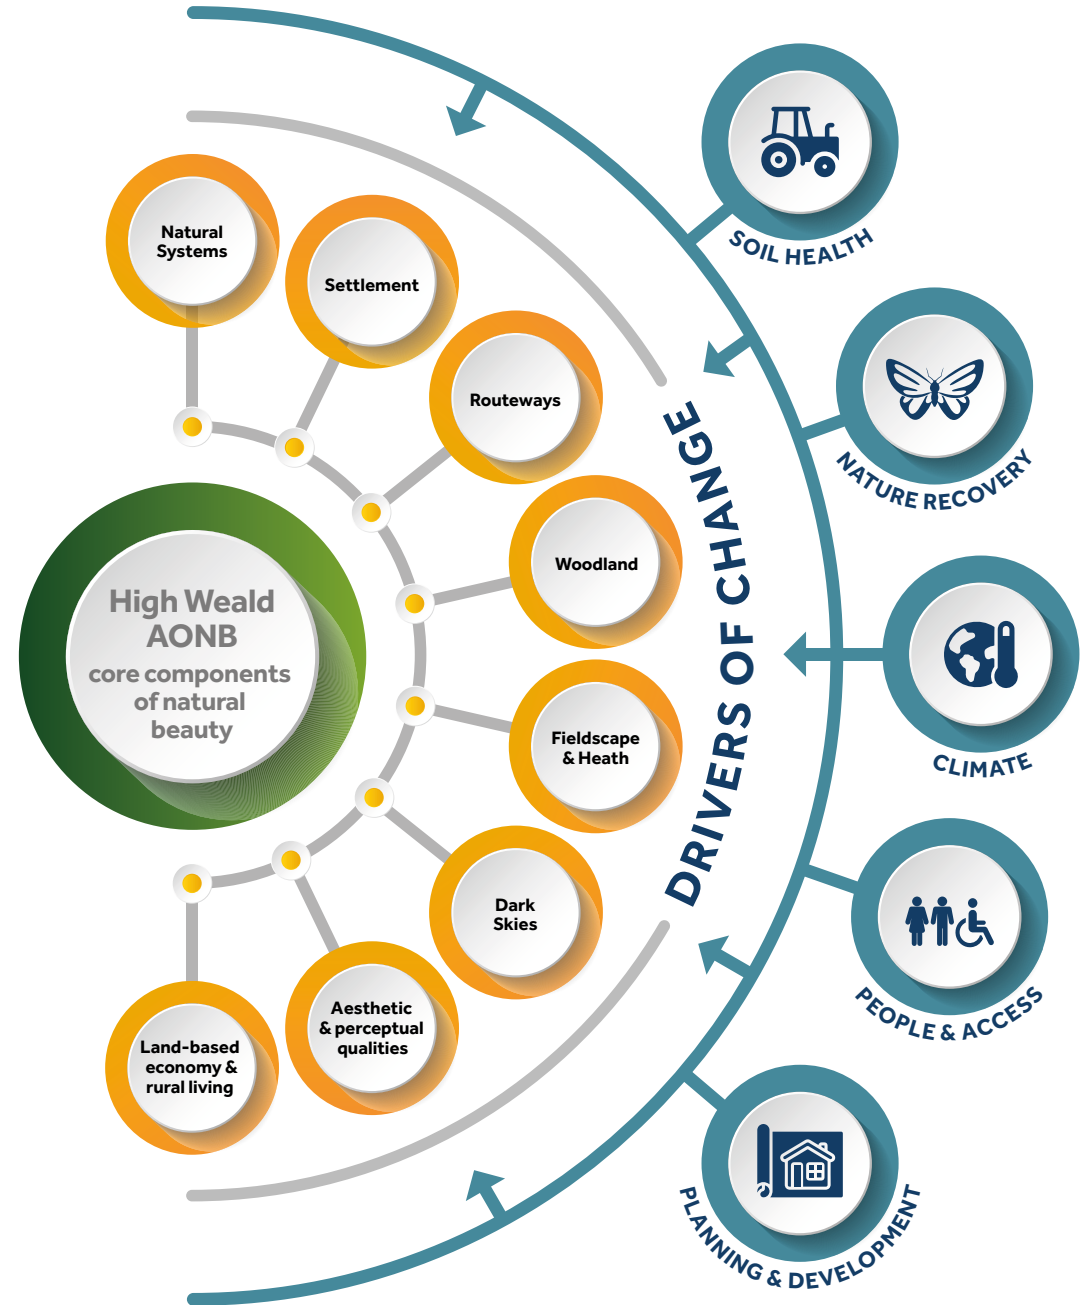 High Weald
AONB
core components
of natural
beauty
Natural
Systems
Settlement
Routeways
Woodland
Fieldscape
& Heath
Dark
Skies
Aesthetic
& perceptual
qualities
Land-based
economy &
rural living
DRIVERS OF CHANGE
SOIL HEALTH
NATURE RECOVERY
CLIMATE
PEOPLE & ACCESS
PLANNING & DEVELOPMENT